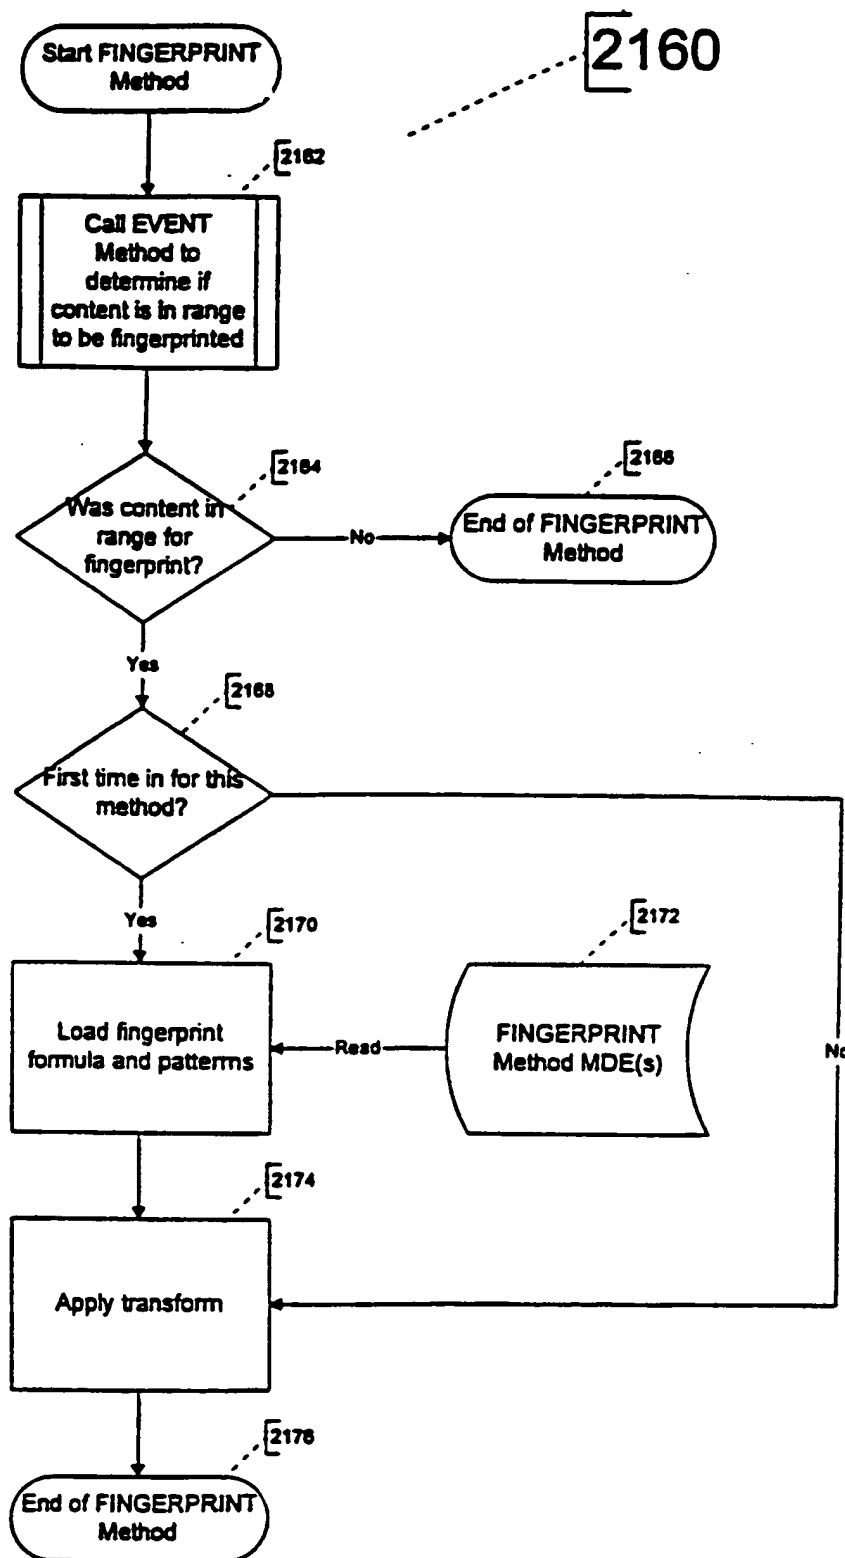 2160
Start FINGERPRINT
Method
2162
Call EVENT
Method to
determine if
content is in range
to be fingerprinted
2164
Was content in
range for
fingerprint?
No
2166
End of FINGERPRINT
Method
Yes
2168
First time in for this
method?
Yes
2170
Load fingerprint
formula and patterns
Read
2172
FINGERPRINT
Method MDE(s)
No
2174
Apply transform
2176
End of FINGERPRINT
Method